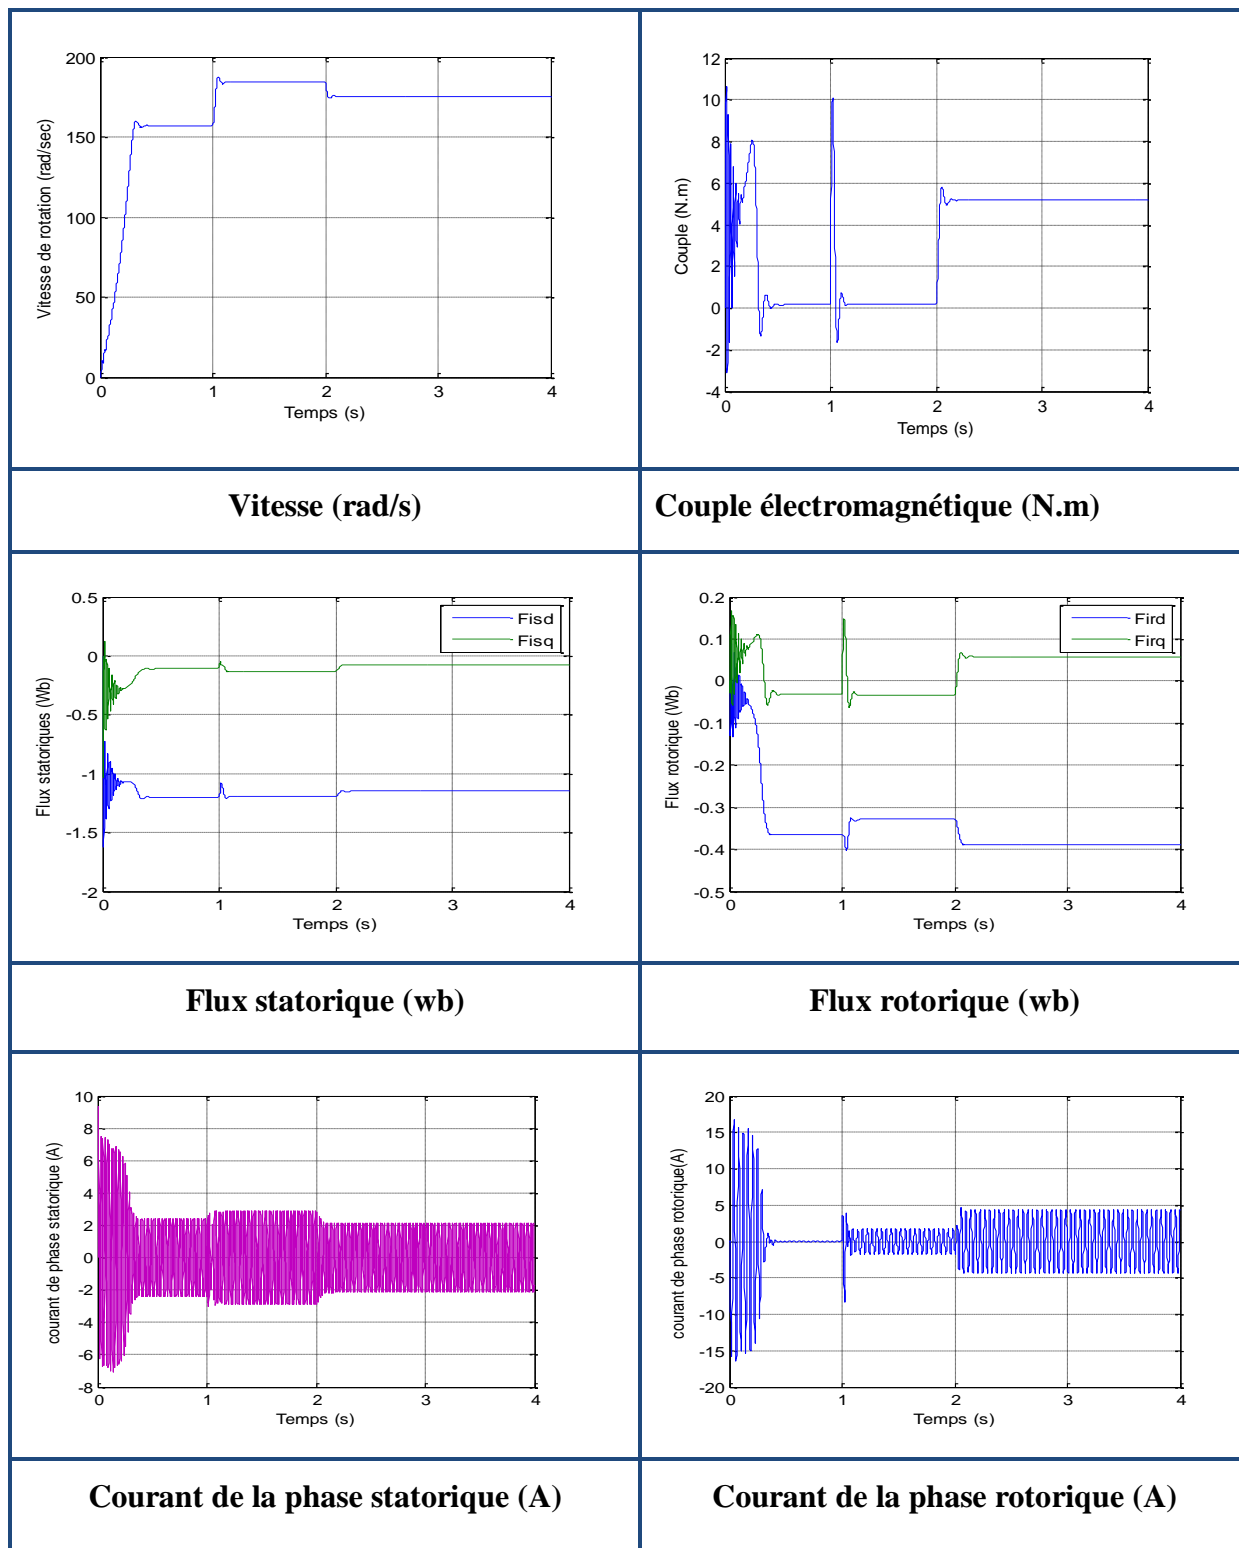 200
150
100
50
0
0 1 2 3 4
Vitesse de rotation (rad/sec)
Temps (s)
12
10
8
6
4
2
0
-2
-4
0 1 2 3 4
Couple (N.m)
Temps (s)
Vitesse (rad/s)
Couple électromagnétique (N.m)
0.5
0
-0.5
-1
-1.5
-2
0 1 2 3 4
Flux statoriques (Wb)
Temps (s)
Fisd
Fisq
0.2
0.1
0
-0.1
-0.2
-0.3
-0.4
-0.5
0 1 2 3 4
Flux rotorique (Wb)
Temps (s)
Fird
Firq
Flux statorique (wb)
Flux rotorique (wb)
10
8
6
4
2
0
-2
-4
-6
-8
0 1 2 3 4
courant de phase statorique (A)
Temps (s)
20
15
10
5
0
-5
-10
-15
-20
0 1 2 3 4
courant de phase rotorique(A)
Temps (s)
Courant de la phase statorique (A)
Courant de la phase rotorique (A)